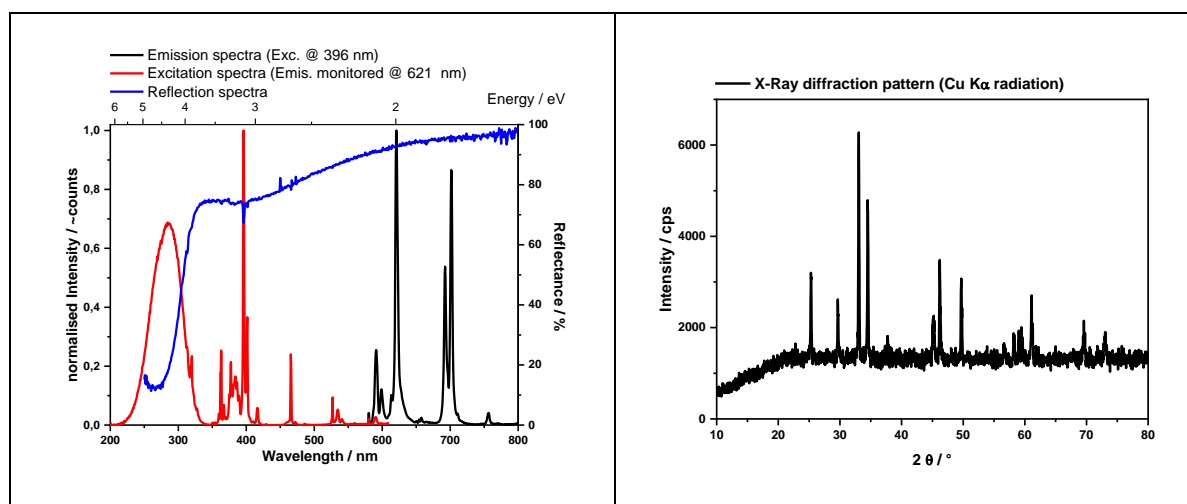 Emission spectra (Exc. @ 396 nm)
Excitation spectra (Emis. monitored @ 621 nm)
Reflection spectra
Energy / eV
6 5 4 3 2
1,0
0,8
0,6
0,4
0,2
0,0
normalised Intensity / ~counts
100
80
60
40
20
0
Reflectance / %
200 300 400 500 600 700 800
Wavelength / nm
X-Ray diffraction pattern (Cu Kα radiation)
6000
4000
2000
0
Intensity / cps
10 20 30 40 50 60 70 80
2 θ / °